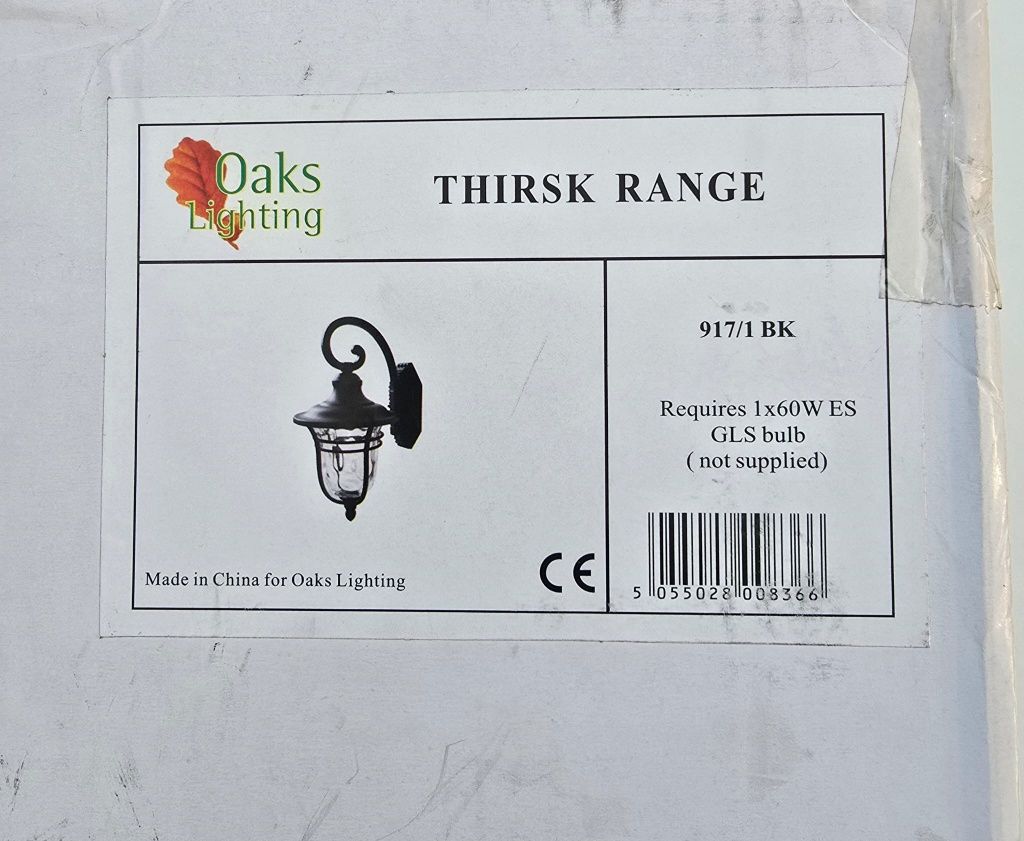 Oaks
Lighting
THIRSK RANGE
917/1 BK
Requires 1x60W ES
GLS bulb
( not supplied)
Made in China for Oaks Lighting
CE
5 055028 008366